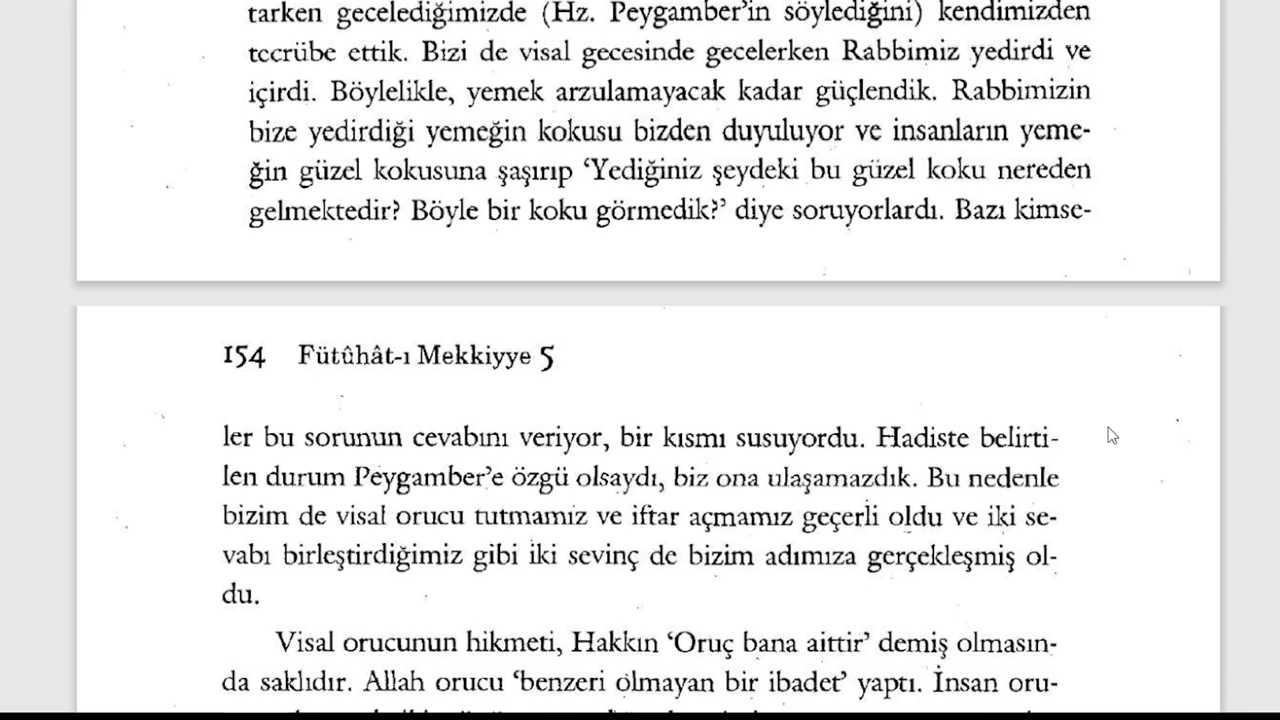 tarken gecelediğimizde (Hz. Peygamber'in söylediğini) kendimizden
tecrübe ettik. Bizi de visal gecesinde gecelerken Rabbimiz yedirdi ve
içirdi. Böylelikle, yemek arzulamayacak kadar güçlendik. Rabbimizin
bize yedirdiği yemeğin kokusu bizden duyuluyor ve insanların yeme-
ğin güzel kokusuna şaşırıp 'Yediğiniz şeydeki bu güzel koku nereden
gelmektedir? Böyle bir koku görmedik?' diye soruyorlardı. Bazı kimse-
154 Fütûhât-ı Mekkiyye 5
ler bu sorunun cevabını veriyor, bir kısmı susuyordu. Hadiste belirti-
len durum Peygamber'e özgü olsaydı, biz ona ulaşamazdık. Bu nedenle
bizim de visal orucu tutmamız ve iftar açmamız geçerli oldu ve iki se-
vabı birleştirdiğimiz gibi iki sevinç de bizim adımıza gerçekleşmiş ol-
du.
Visal orucunun hikmeti, Hakkın 'Oruç bana aittir' demiş olmasın-
da saklıdır. Allah orucu 'benzeri olmayan bir ibadet' yaptı. İnsan oru-